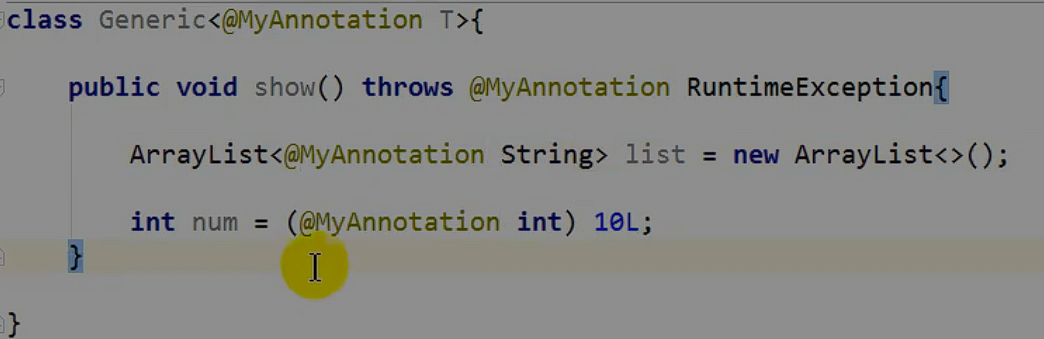 class Generic<@MyAnnotation T>{
public void show() throws @MyAnnotation RuntimeException{
ArrayList<@MyAnnotation String> list = new ArrayList<>();
int num = (@MyAnnotation int) 10L;
}
}